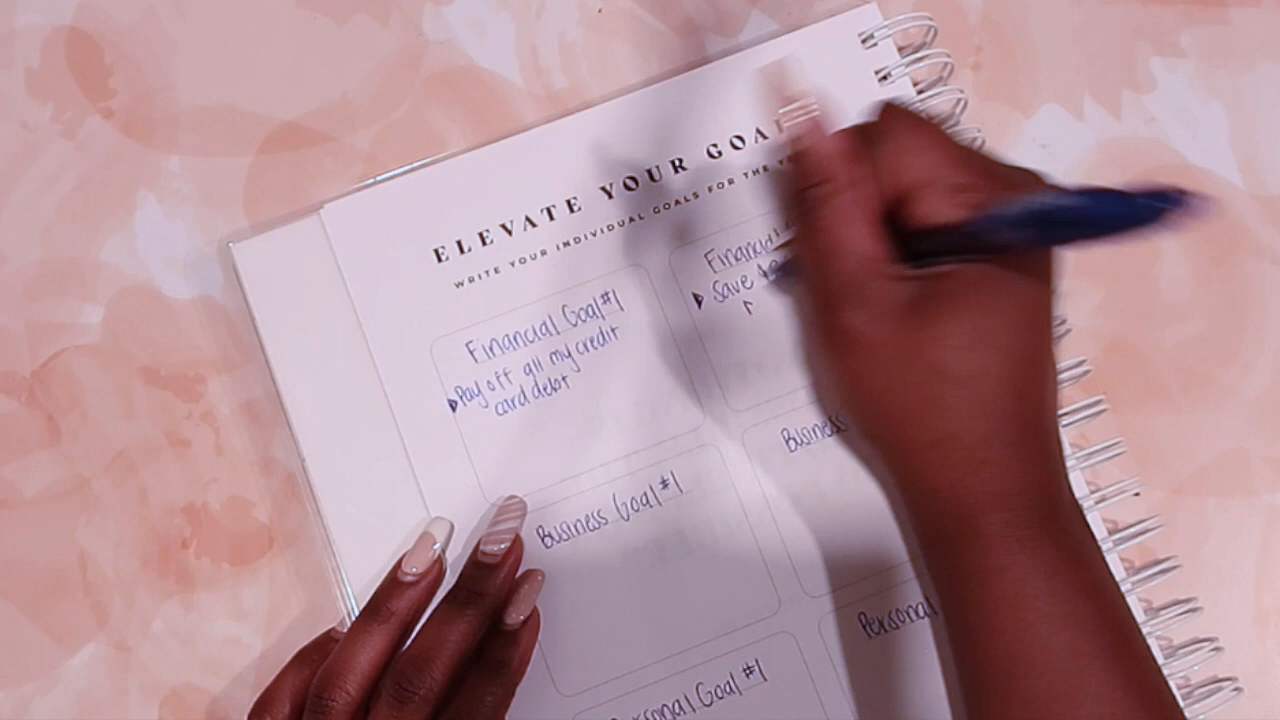 ELEVATE YOUR
WRITE YOUR INDIVIDUAL GOALS FOR THE
Financial Goal #1
Pay off all my credit
card debt
Financial
Save
Business Goal #1
Business
Personal Goal #1
Personal